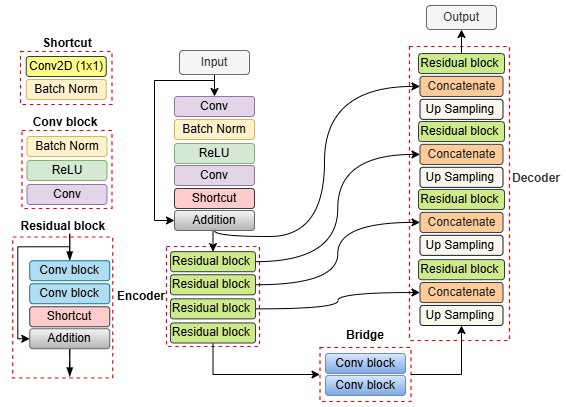 Shortcut
Conv2D (1x1)
Batch Norm
Conv block
Batch Norm
ReLU
Conv
Residual block
Conv block
Conv block
Shortcut
Addition
Input
Conv
Batch Norm
ReLU
Conv
Shortcut
Addition
Encoder
Residual block
Residual block
Residual block
Residual block
Bridge
Conv block
Conv block
Output
Residual block
Concatenate
Up Sampling
Residual block
Concatenate
Up Sampling
Residual block
Concatenate
Up Sampling
Residual block
Concatenate
Up Sampling
Decoder